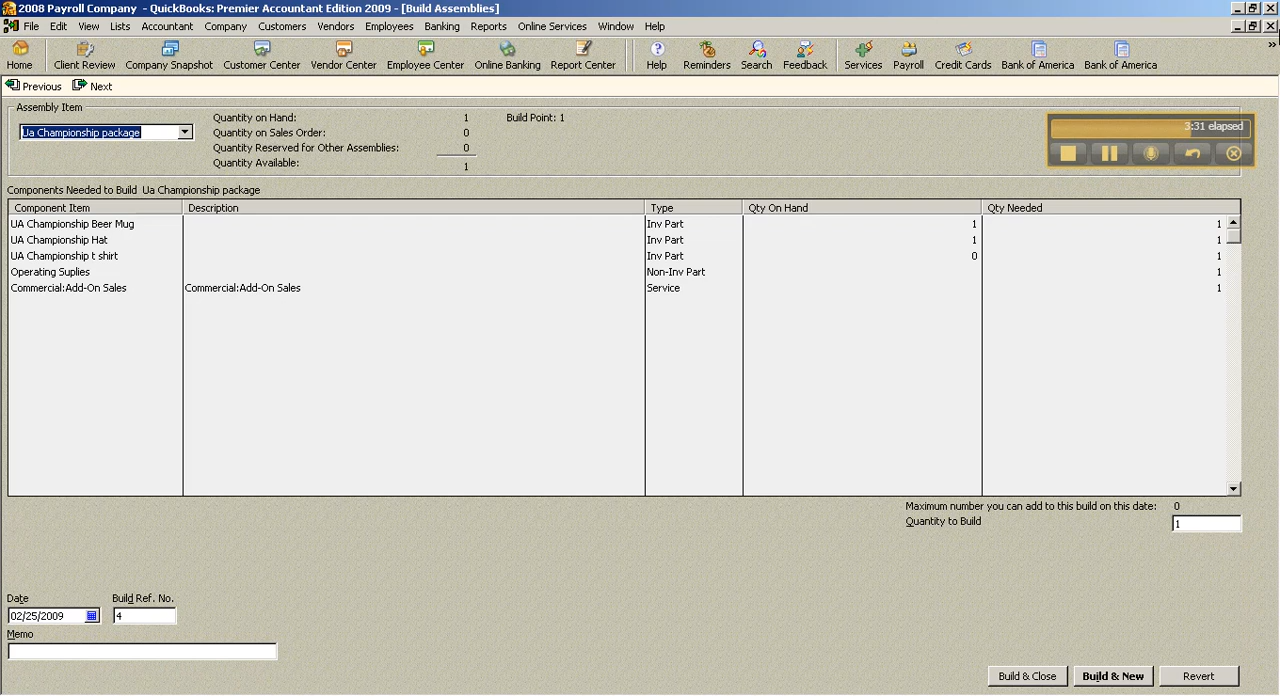 2008 Payroll Company - QuickBooks: Premier Accountant Edition 2009 - [Build Assemblies]
File Edit View Lists Accountant Company Customers Vendors Employees Banking Reports Online Services Window Help
Home Client Review Company Snapshot Customer Center Vendor Center Employee Center Online Banking Report Center Help Reminders Search Feedback Services Payroll Credit Cards Bank of America Bank of America
Previous Next
Assembly Item
Ua Championship package
Quantity on Hand: 1 Build Point: 1
Quantity on Sales Order: 0
Quantity Reserved for Other Assemblies: 0
Quantity Available: 1
3:31 elapsed
Components Needed to Build Ua Championship package
Component Item Description Type Qty On Hand Qty Needed
UA Championship Beer Mug Inv Part 1 1
UA Championship Hat Inv Part 1 1
UA Championship t shirt Inv Part 0 1
Operating Suplies Non-Inv Part 1
Commercial:Add-On Sales Commercial:Add-On Sales Service 1
Maximum number you can add to this build on this date: 0
Quantity to Build 1
Date Build Ref. No.
02/25/2009 4
Memo
Build & Close Build & New Revert